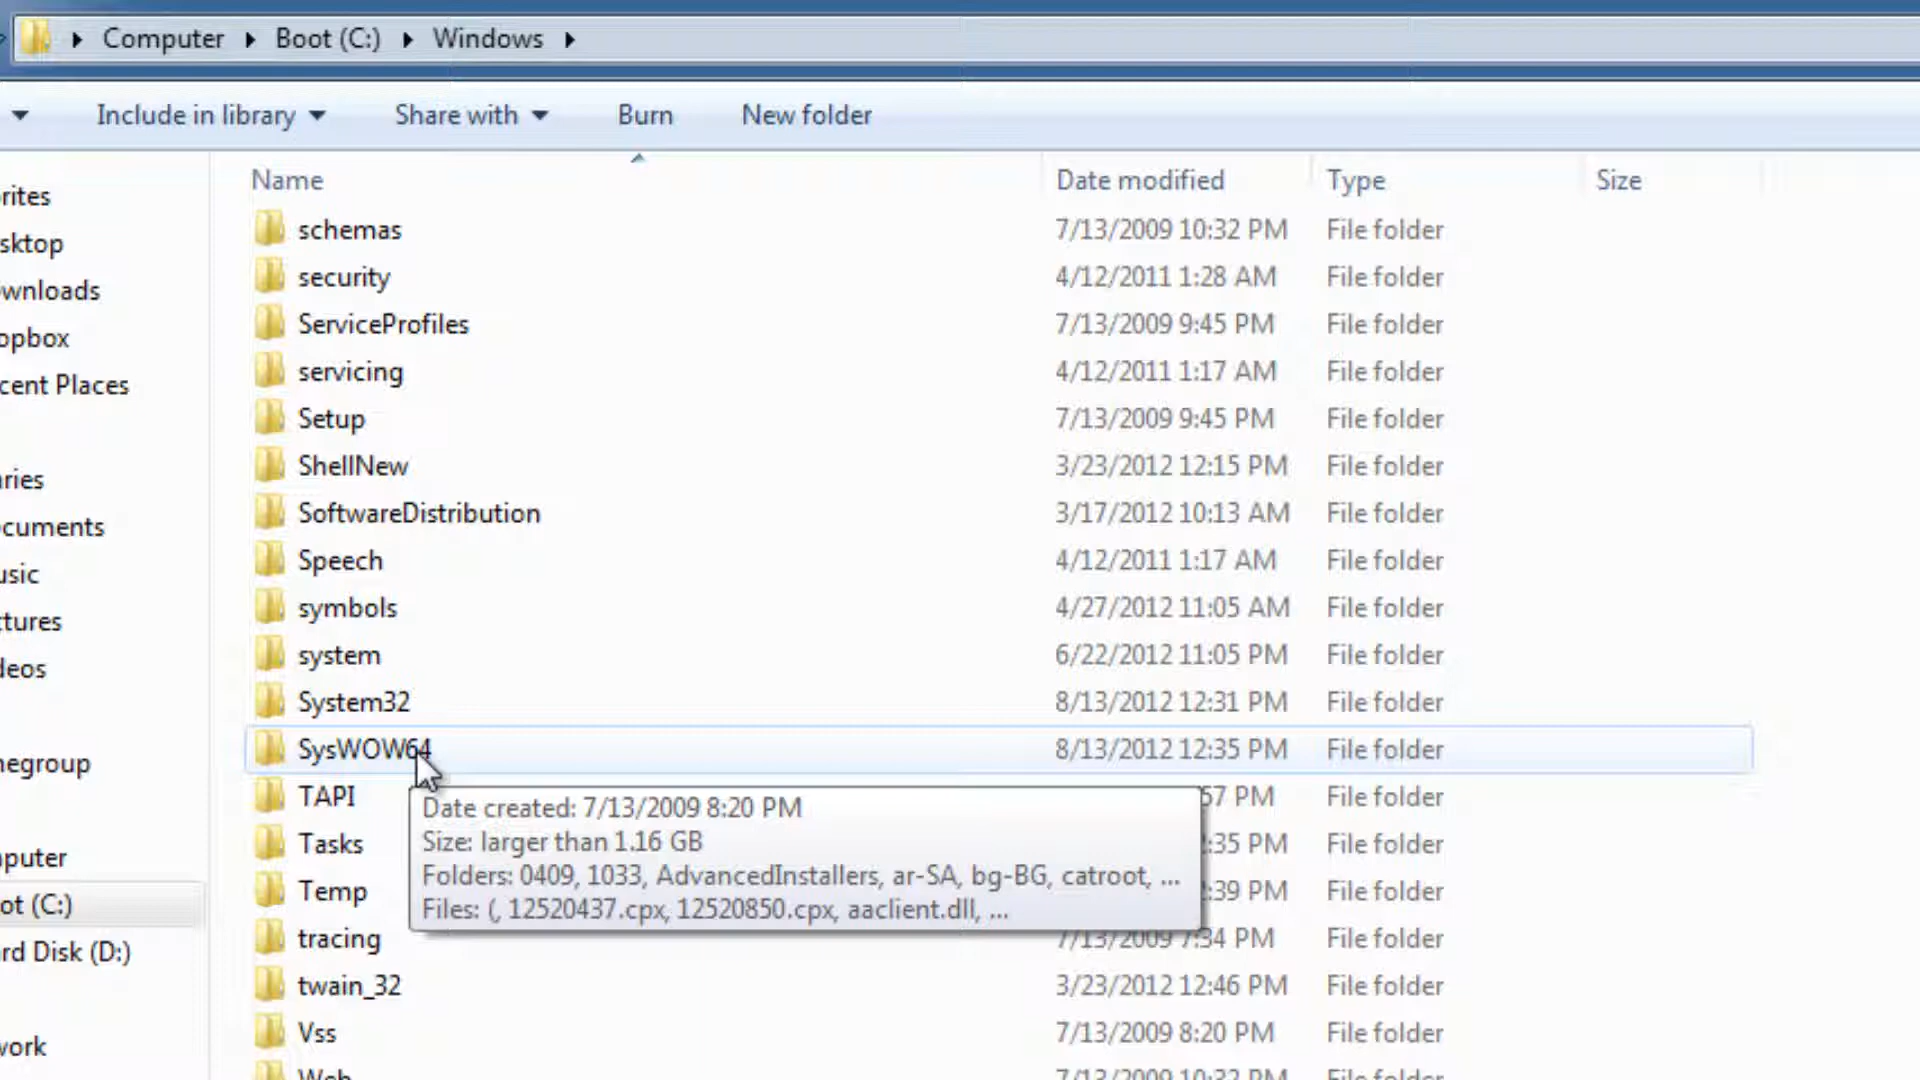 Computer Boot (C:) Windows
Include in library Share with Burn New folder
Name Date modified Type Size
rites
sktop
wnloads
opbox
cent Places
ries
cuments
usic
tures
deos
negroup
puter
ot (C:)
rd Disk (D:)
work
schemas 7/13/2009 10:32 PM File folder
security 4/12/2011 1:28 AM File folder
ServiceProfiles 7/13/2009 9:45 PM File folder
servicing 4/12/2011 1:17 AM File folder
Setup 7/13/2009 9:45 PM File folder
ShellNew 3/23/2012 12:15 PM File folder
SoftwareDistribution 3/17/2012 10:13 AM File folder
Speech 4/12/2011 1:17 AM File folder
symbols 4/27/2012 11:05 AM File folder
system 6/22/2012 11:05 PM File folder
System32 8/13/2012 12:31 PM File folder
SysWOW64 8/13/2012 12:35 PM File folder
TAPI 57 PM File folder
Tasks :35 PM File folder
Temp :39 PM File folder
Date created: 7/13/2009 8:20 PM
Size: larger than 1.16 GB
Folders: 0409, 1033, AdvancedInstallers, ar-SA, bg-BG, catroot, ...
Files: (, 12520437.cpx, 12520850.cpx, aaclient.dll, ...
tracing 7/13/2009 7:34 PM File folder
twain_32 3/23/2012 12:46 PM File folder
Vss 7/13/2009 8:20 PM File folder
Web 7/13/2009 10:32 PM File folder